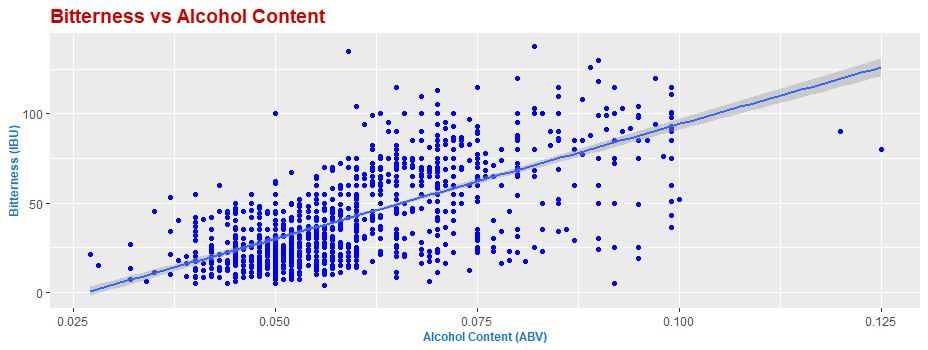 Bitterness vs Alcohol Content
Bitterness (IBU)
100
50
0
0.025 0.050 0.075 0.100 0.125
Alcohol Content (ABV)